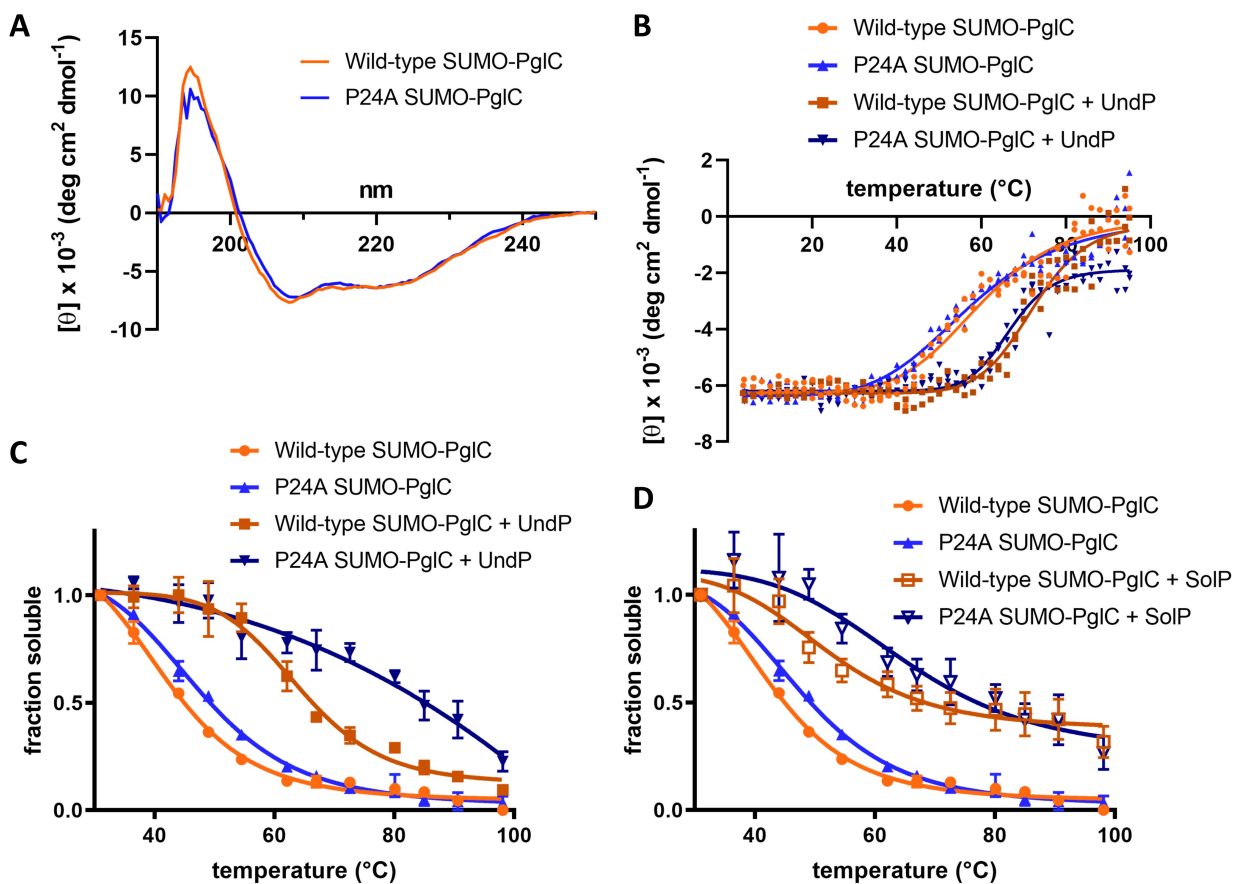 A
15
10
5
0
-5
-10
[θ] x 10⁻³ (deg cm² dmol⁻¹)
nm
200
220
240
Wild-type SUMO-PglC
P24A SUMO-PglC
B
Wild-type SUMO-PglC
P24A SUMO-PglC
Wild-type SUMO-PglC + UndP
P24A SUMO-PglC + UndP
2
0
-2
-4
-6
-8
[θ] x 10⁻³ (deg cm² dmol⁻¹)
temperature (°C)
20
40
60
80
100
C
Wild-type SUMO-PglC
P24A SUMO-PglC
Wild-type SUMO-PglC + UndP
P24A SUMO-PglC + UndP
1.0
0.5
0.0
fraction soluble
40
60
80
100
temperature (°C)
D
Wild-type SUMO-PglC
P24A SUMO-PglC
Wild-type SUMO-PglC + SolP
P24A SUMO-PglC + SolP
1.0
0.5
0.0
fraction soluble
40
60
80
100
temperature (°C)